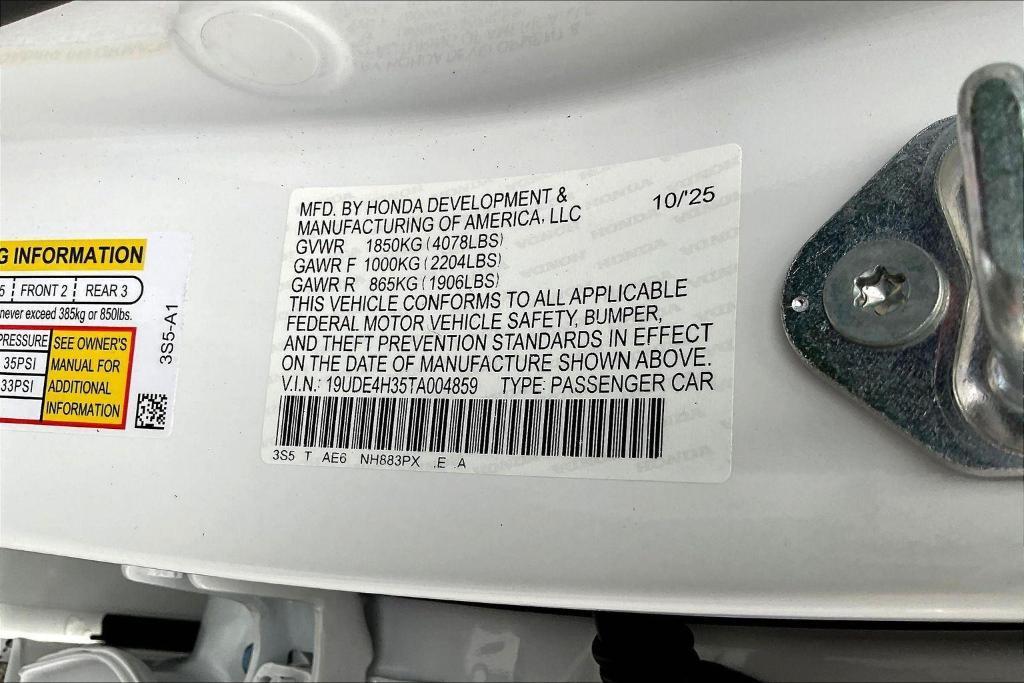 G INFORMATION
5 FRONT 2 REAR 3
never exceed 385kg or 850lbs.
PRESSURE SEE OWNER'S
35PSI MANUAL FOR
33PSI ADDITIONAL
INFORMATION
3S5-A1
MFD. BY HONDA DEVELOPMENT & 10/'25
MANUFACTURING OF AMERICA, LLC
GVWR 1850KG (4078LBS)
GAWR F 1000KG (2204LBS)
GAWR R 865KG (1906LBS)
THIS VEHICLE CONFORMS TO ALL APPLICABLE
FEDERAL MOTOR VEHICLE SAFETY, BUMPER,
AND THEFT PREVENTION STANDARDS IN EFFECT
ON THE DATE OF MANUFACTURE SHOWN ABOVE.
V.I.N.: 19UDE4H35TA004859 TYPE: PASSENGER CAR
3S5 T AE6 NH883PX .E .A